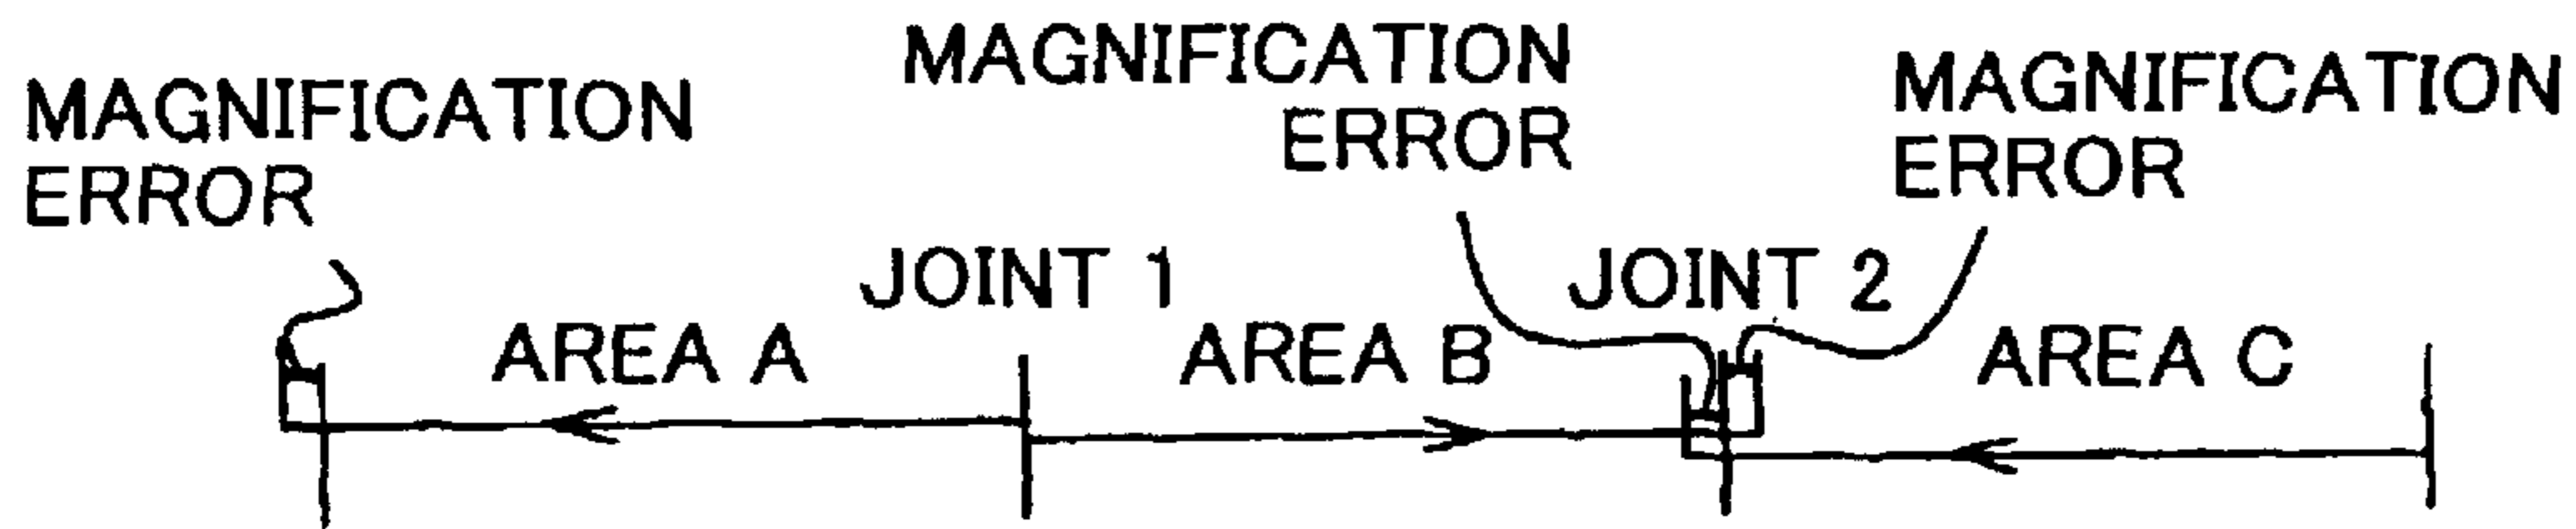 MAGNIFICATION
ERROR
MAGNIFICATION
ERROR
MAGNIFICATION
ERROR
JOINT 1
JOINT 2
AREA A
AREA B
AREA C